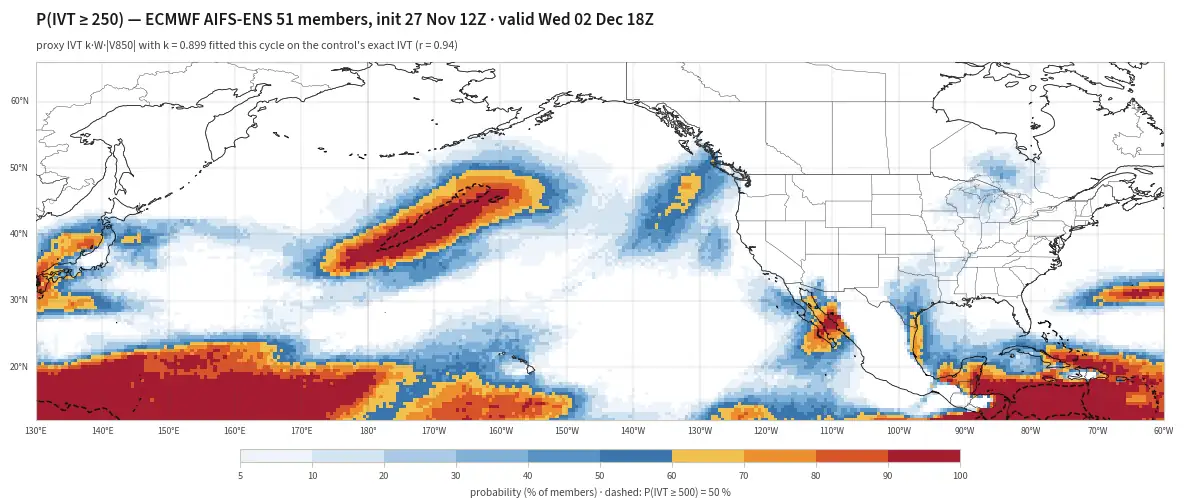 P(IVT ≥ 250) — ECMWF AIFS-ENS 51 members, init 27 Nov 12Z · valid Wed 02 Dec 18Z
proxy IVT k·W·|V850| with k = 0.899 fitted this cycle on the control's exact IVT (r = 0.94)
60°N
50°N
40°N
30°N
20°N
130°E 140°E 150°E 160°E 170°E 180° 170°W 160°W 150°W 140°W 130°W 120°W 110°W 100°W 90°W 80°W 70°W 60°W
5 10 20 30 40 50 60 70 80 90 100
probability (% of members) · dashed: P(IVT ≥ 500) = 50 %